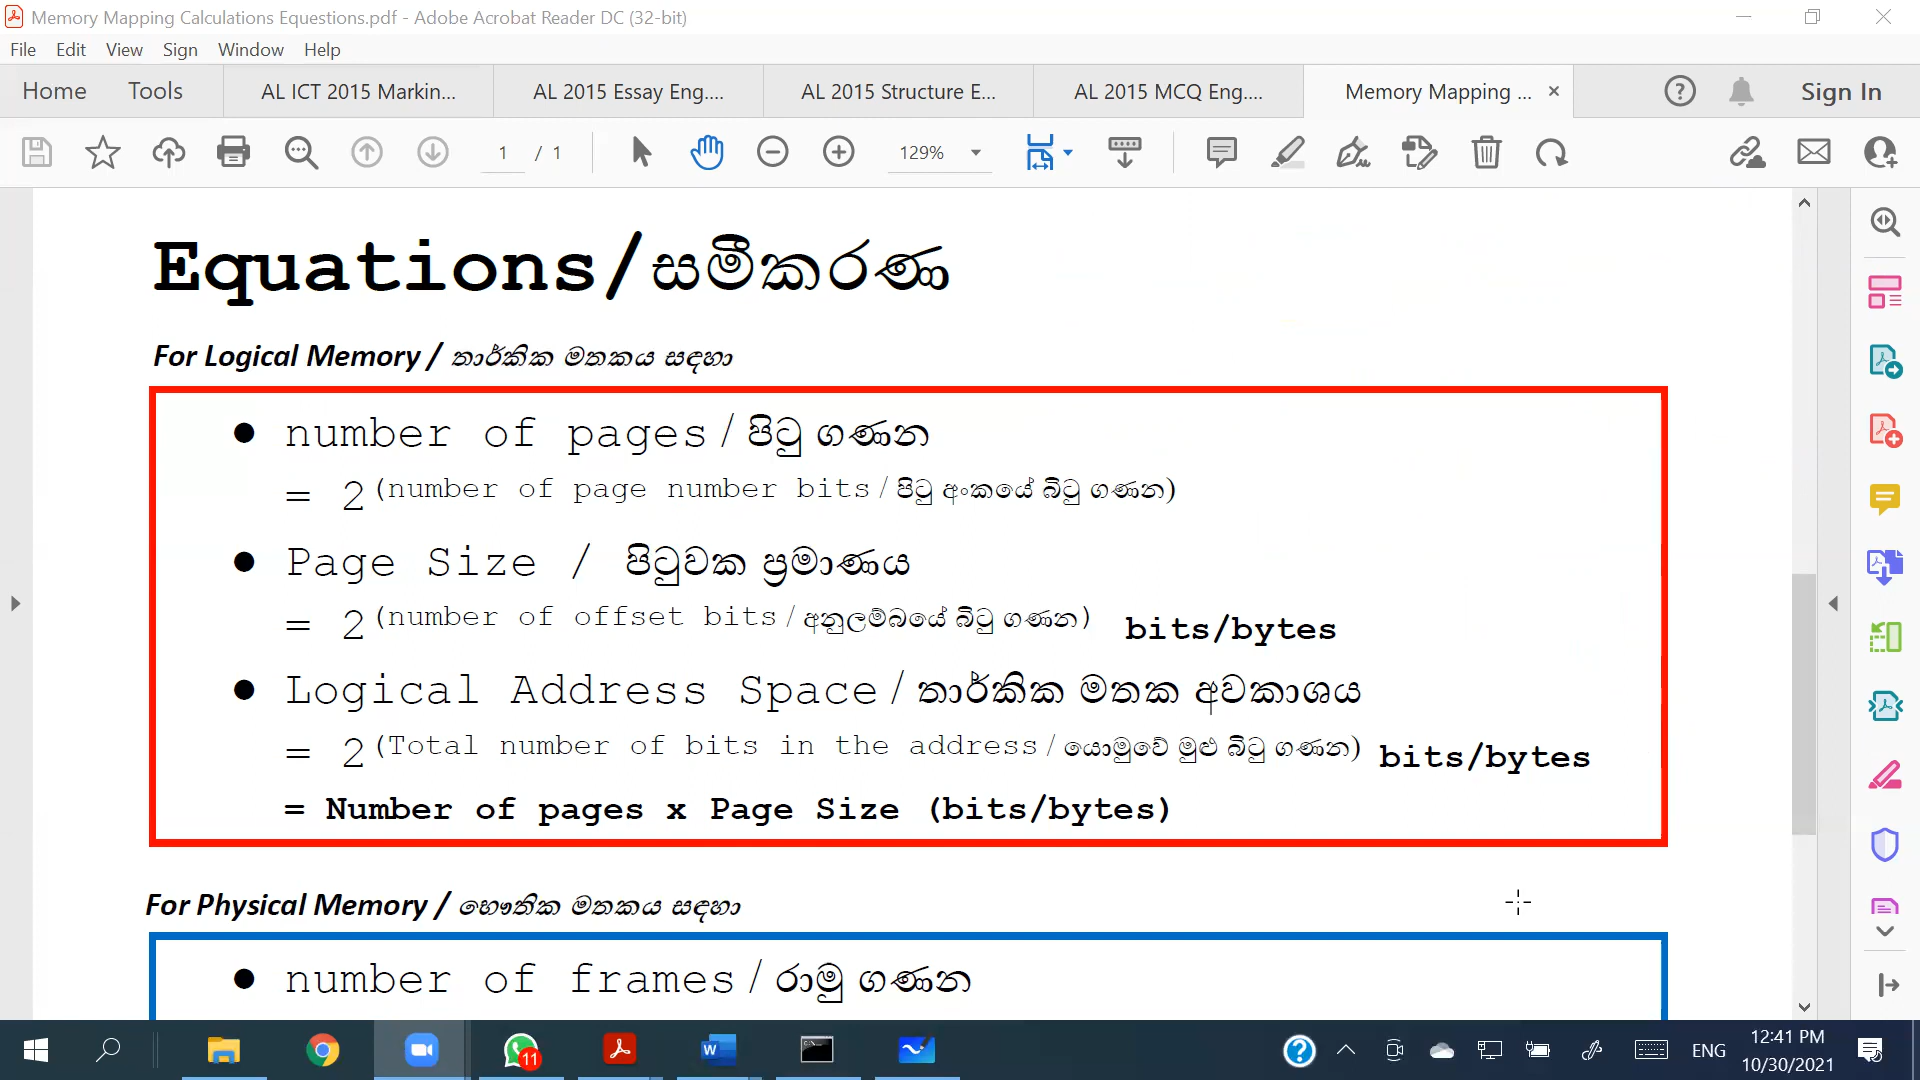 Memory Mapping Calculations Equestions.pdf - Adobe Acrobat Reader DC (32-bit)
File Edit View Sign Window Help
Home Tools AL ICT 2015 Markin... AL 2015 Essay Eng.... AL 2015 Structure E... AL 2015 MCQ Eng.... Memory Mapping ... × ? Sign In
1 / 1 129%
Equations/සමීකරණ
For Logical Memory / තාර්කික මතකය සඳහා
● number of pages/පිටු ගණන
= 2(number of page number bits/පිටු අංකයේ බිටු ගණන)
● Page Size / පිටුවක ප්‍රමාණය
= 2(number of offset bits/අනුලම්බයේ බිටු ගණන) bits/bytes
● Logical Address Space/තාර්කික මතක අවකාශය
= 2(Total number of bits in the address/යොමුවේ මුළු බිටු ගණන) bits/bytes
= Number of pages x Page Size (bits/bytes)
For Physical Memory / භෞතික මතකය සඳහා
● number of frames/රාමු ගණන
11 ? ENG 12:41 PM
10/30/2021